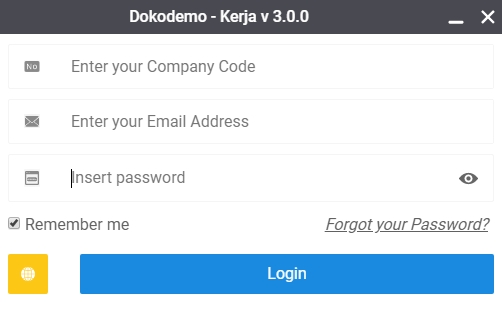 Dokodemo - Kerja v 3.0.0
No Enter your Company Code
Enter your Email Address
Insert password
Remember me Forgot your Password?
Login